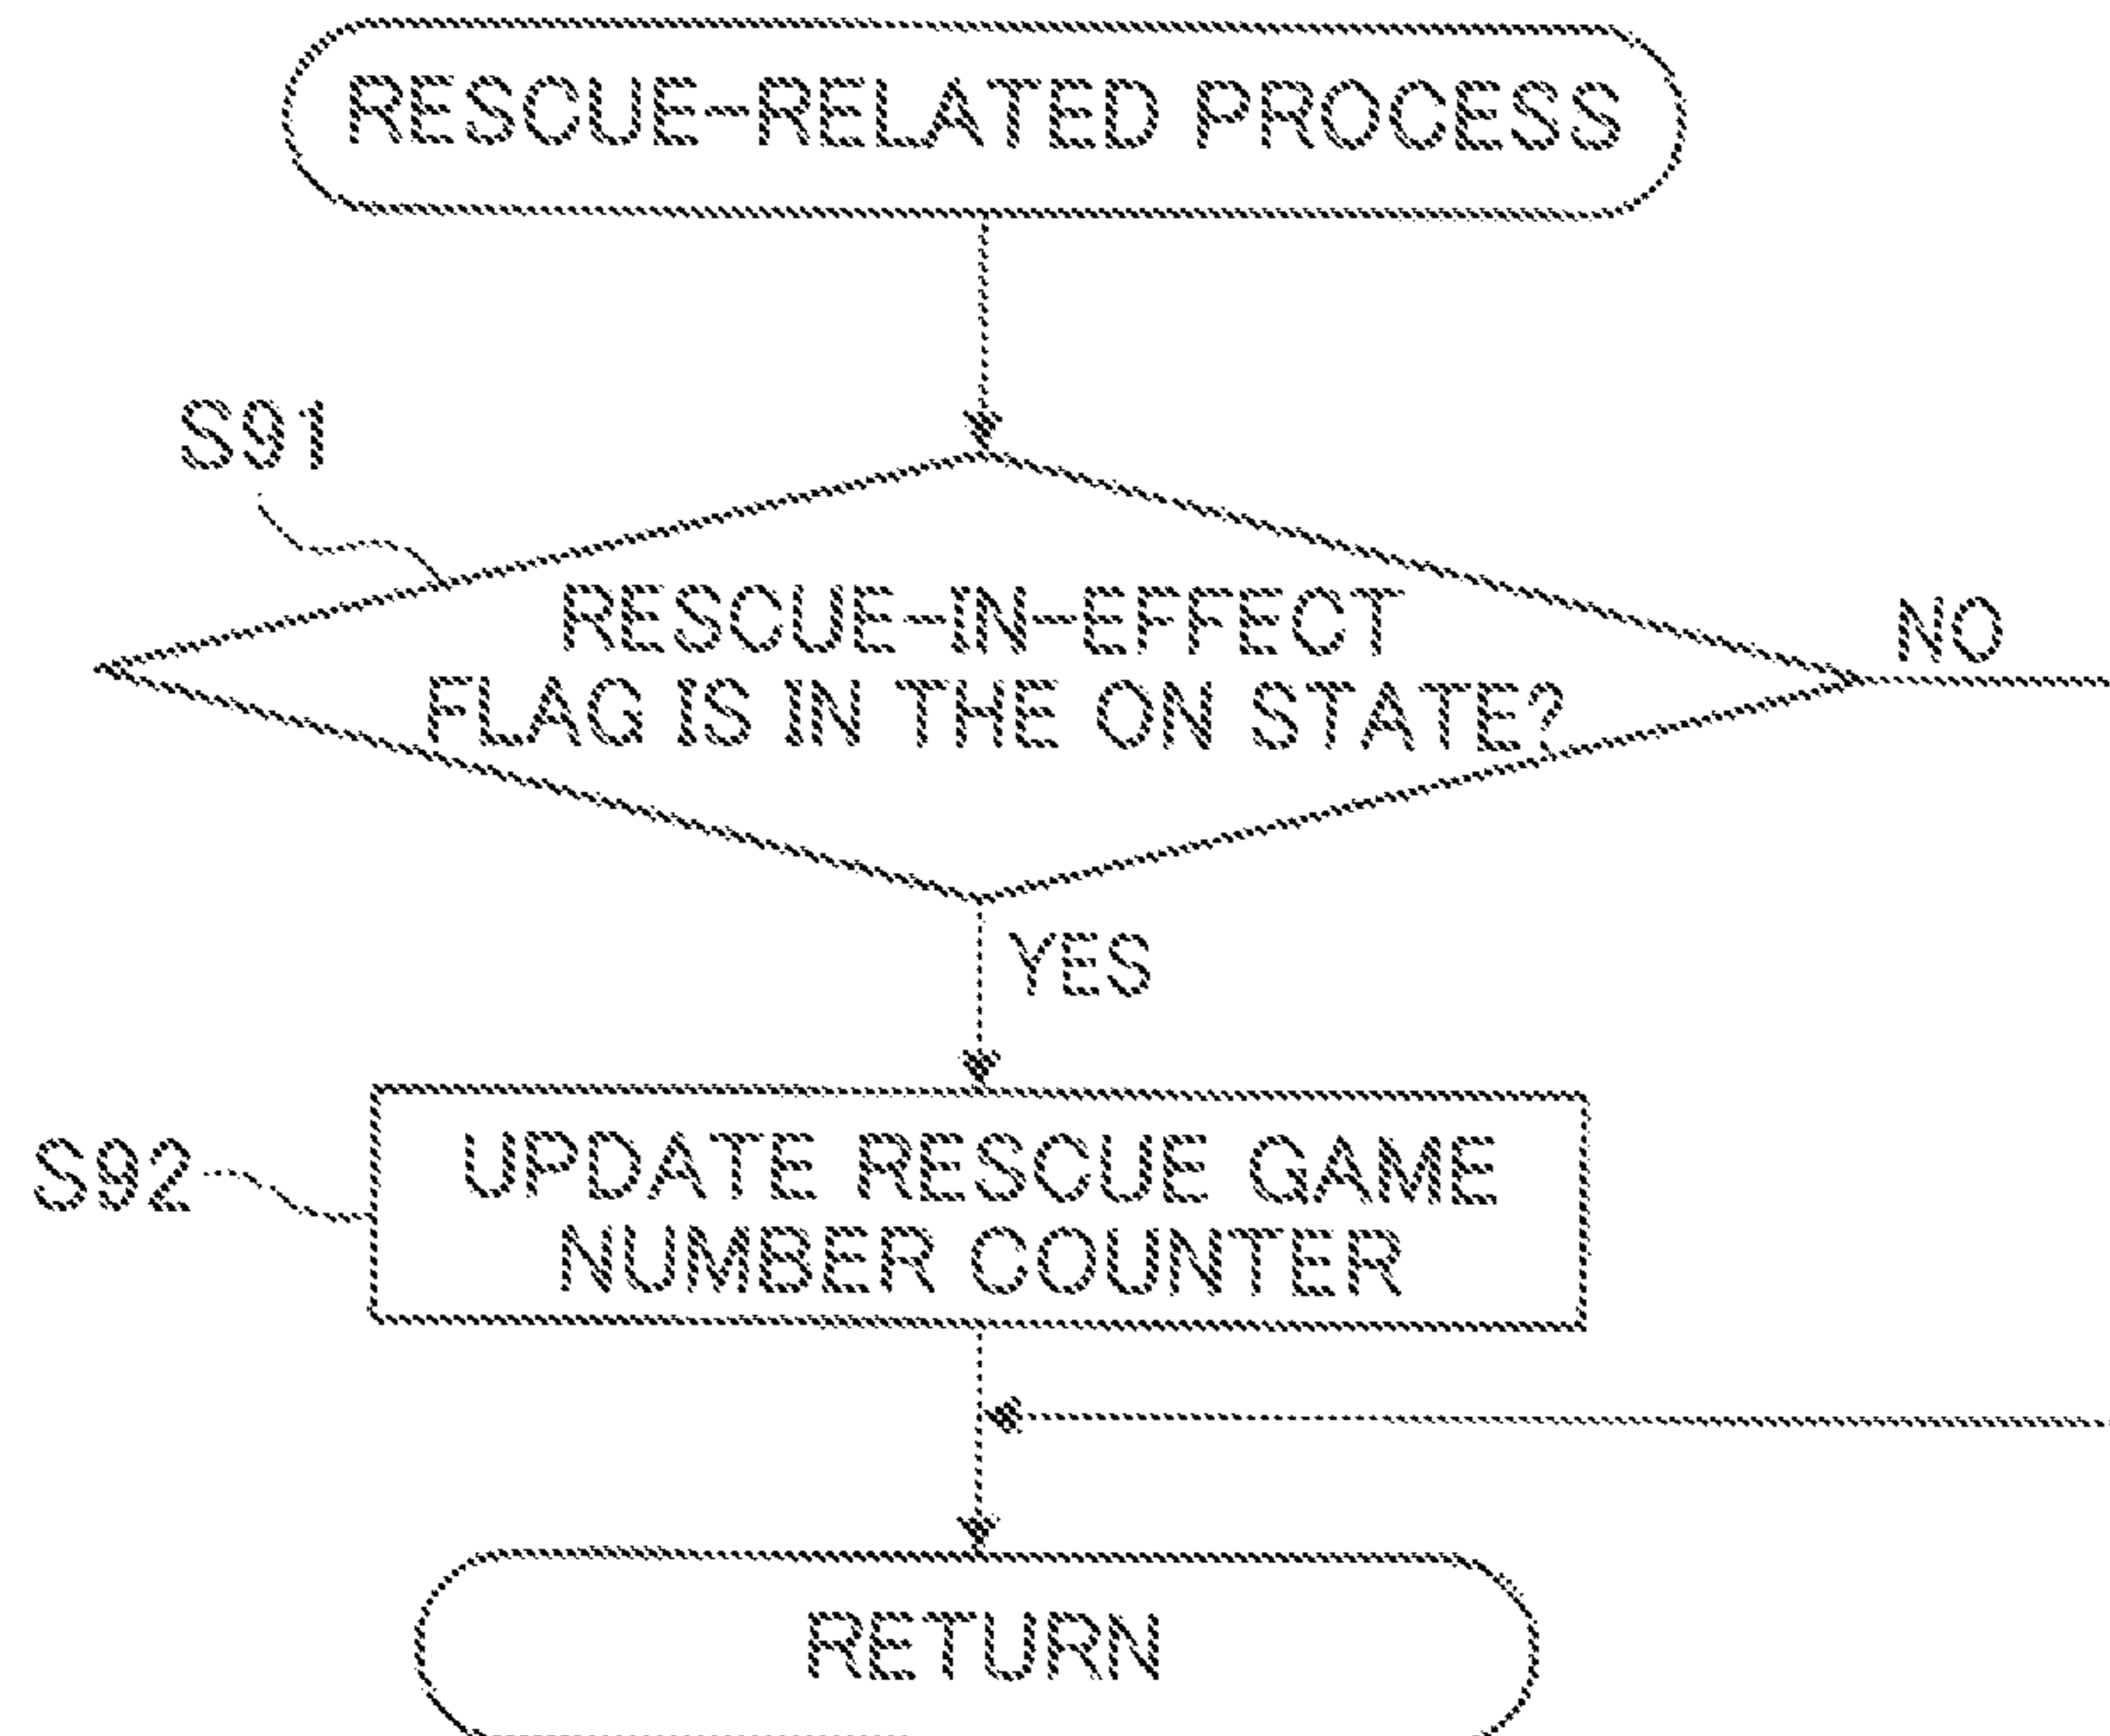 RESCUE-RELATED PROCESS
S91
RESCUE-IN-EFFECT
FLAG IS IN THE ON STATE?
NO
YES
S92
UPDATE RESCUE GAME
NUMBER COUNTER
RETURN